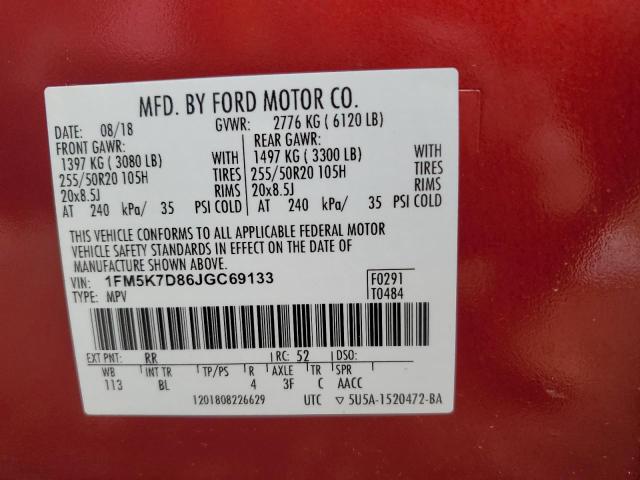 MFD. BY FORD MOTOR CO.
DATE: 08/18 GVWR: 2776 KG ( 6120 LB)
FRONT GAWR: REAR GAWR:
1397 KG ( 3080 LB) WITH 1497 KG ( 3300 LB) WITH
255/50R20 105H TIRES 255/50R20 105H TIRES
20x8.5J RIMS 20x8.5J RIMS
AT 240 kPa/ 35 PSI COLD AT 240 kPa/ 35 PSI COLD
THIS VEHICLE CONFORMS TO ALL APPLICABLE FEDERAL MOTOR
VEHICLE SAFETY STANDARDS IN EFFECT ON THE DATE OF
MANUFACTURE SHOWN ABOVE.
VIN: 1FM5K7D86JGC69133 F0291
TYPE: MPV T0484
EXT PNT: RR RC: 52 DSO:
WB INT TR TP/PS R AXLE TR SPR
113 BL 4 3F C AACC
1201808226629 UTC ▽ 5U5A-1520472-BA